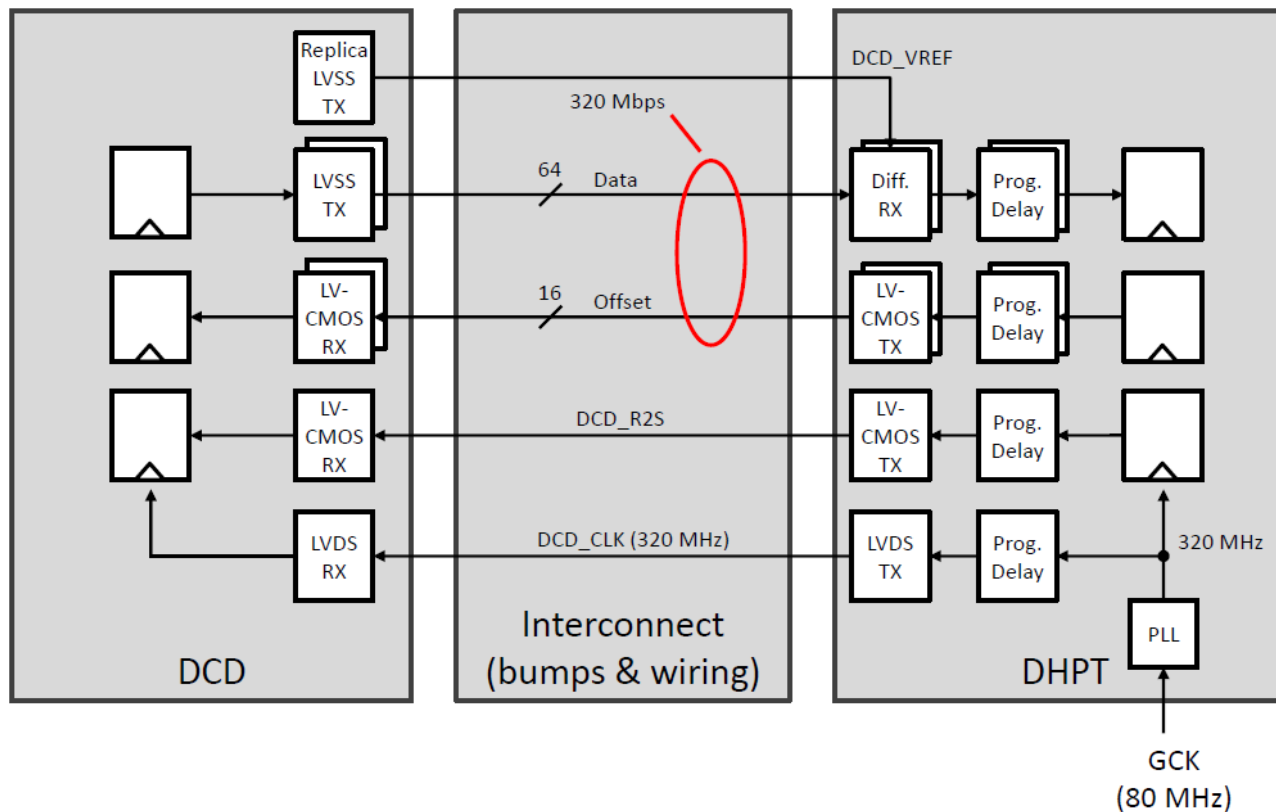 Replica
LVSS
TX
DCD_VREF
320 Mbps
LVSS
TX
64
Data
Diff.
RX
Prog.
Delay
LV-
CMOS
RX
16
Offset
LV-
CMOS
TX
Prog.
Delay
LV-
CMOS
RX
DCD_R2S
LV-
CMOS
TX
Prog.
Delay
LVDS
RX
DCD_CLK (320 MHz)
LVDS
TX
Prog.
Delay
320 MHz
PLL
DCD
Interconnect
(bumps & wiring)
DHPT
GCK
(80 MHz)